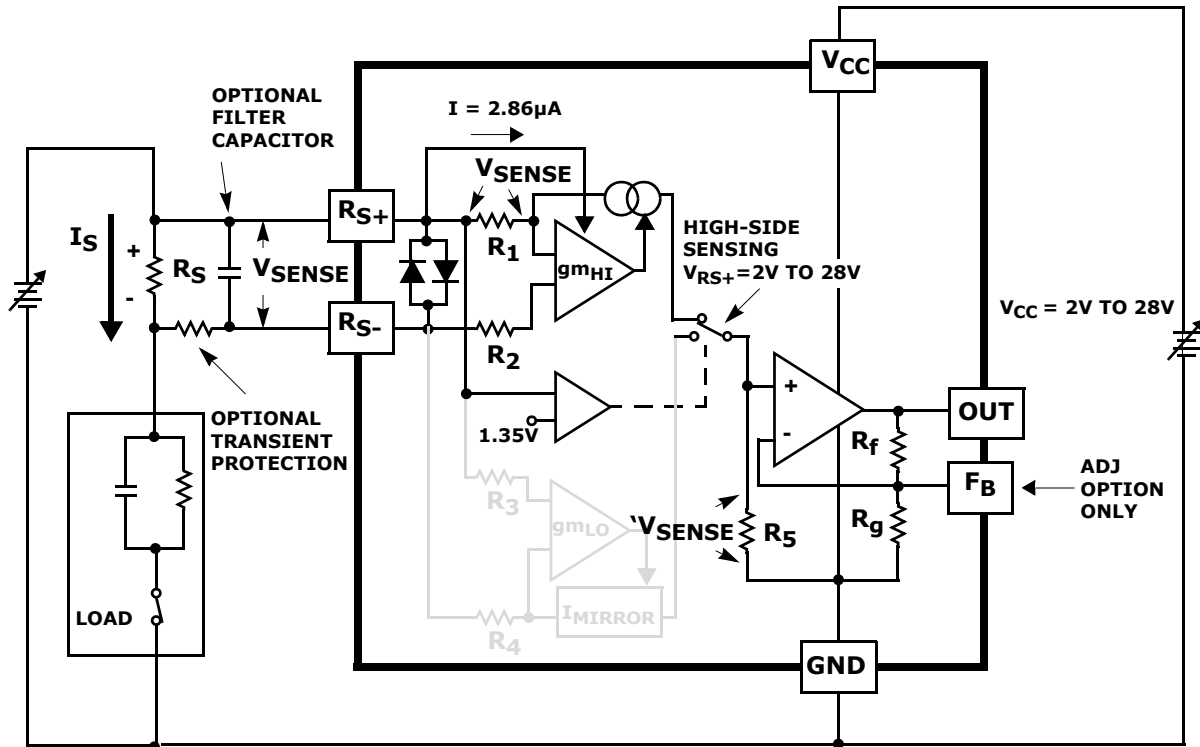 VCC
OPTIONAL
FILTER
CAPACITOR
I = 2.86µA
VSENSE
RS+
R1
gmHI
HIGH-SIDE
SENSING
VRS+=2V TO 28V
IS
+
-
RS
VSENSE
RS-
R2
VCC = 2V TO 28V
OPTIONAL
TRANSIENT
PROTECTION
1.35V
+
-
OUT
Rf
FB
ADJ
OPTION
ONLY
R3
gmLO
‘VSENSE
R5
Rg
LOAD
R4
IMIRROR
GND